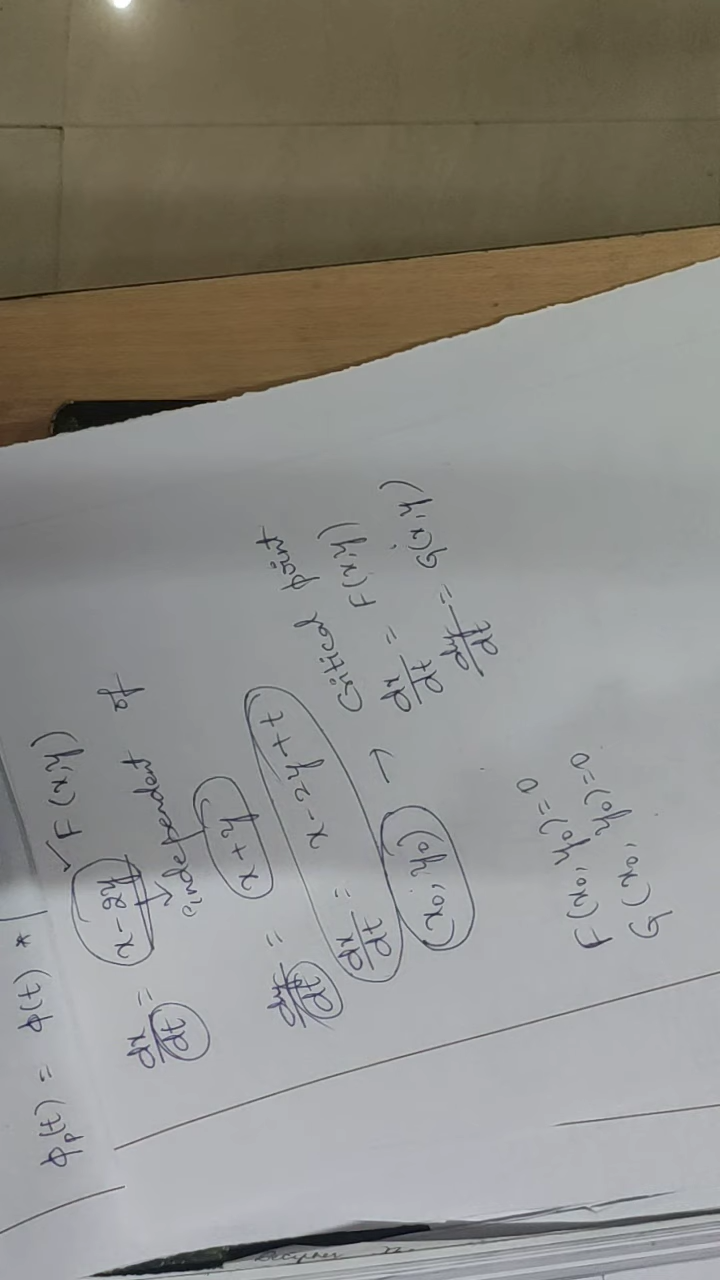 φp(t) = φ(t) *
dx/dt = x-2y F(x,y)
independent of
dy/dt = x+y
dx/dt = x-2y+t
(x₀, y₀) → Critical point
dx/dt = F(x,y)
dy/dt = G(x,y)
F(x₀, y₀)=0
G(x₀, y₀)=0